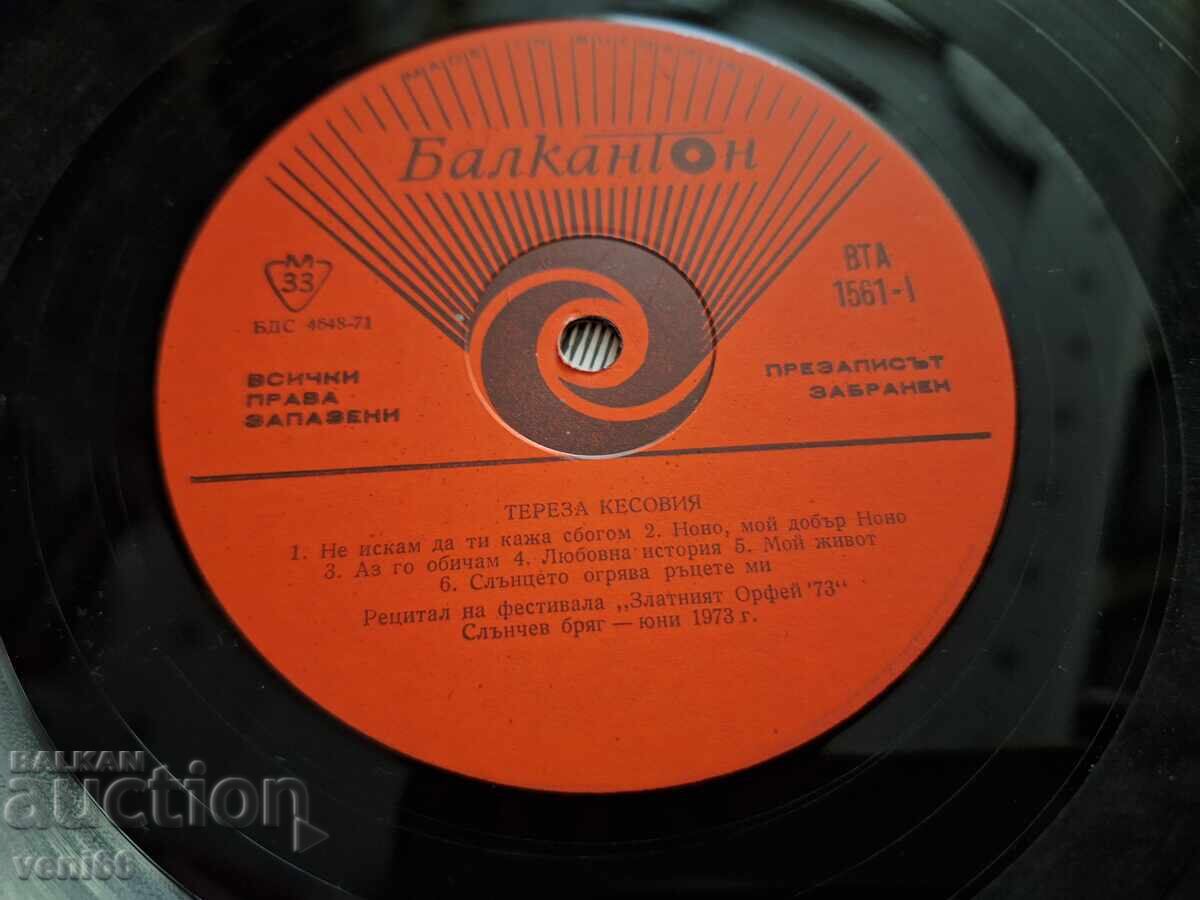 Балкантон
М
33
БДС 4848-71
ВТА
1561-I
ВСИЧКИ
ПРАВА
ЗАПАЗЕНИ
ПРЕЗАПИСЪТ
ЗАБРАНЕН
ТЕРЕЗА КЕСОВИЯ
1. Не искам да ти кажа сбогом 2. Ноно, мой добър Ноно
3. Аз го обичам 4. Любовна история 5. Мой живот
6. Слънцето огрява ръцете ми
Рецитал на фестивала „Златният Орфей '73“
Слънчев бряг — юни 1973 г.
BALKAN
auction
veni66